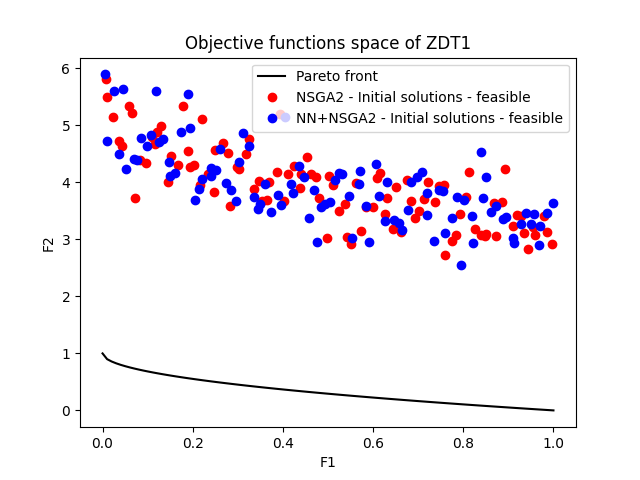 Objective functions space of ZDT1
Pareto front
NSGA2 - Initial solutions - feasible
NN+NSGA2 - Initial solutions - feasible
6
5
4
3
2
1
0
F2
0.0 0.2 0.4 0.6 0.8 1.0
F1